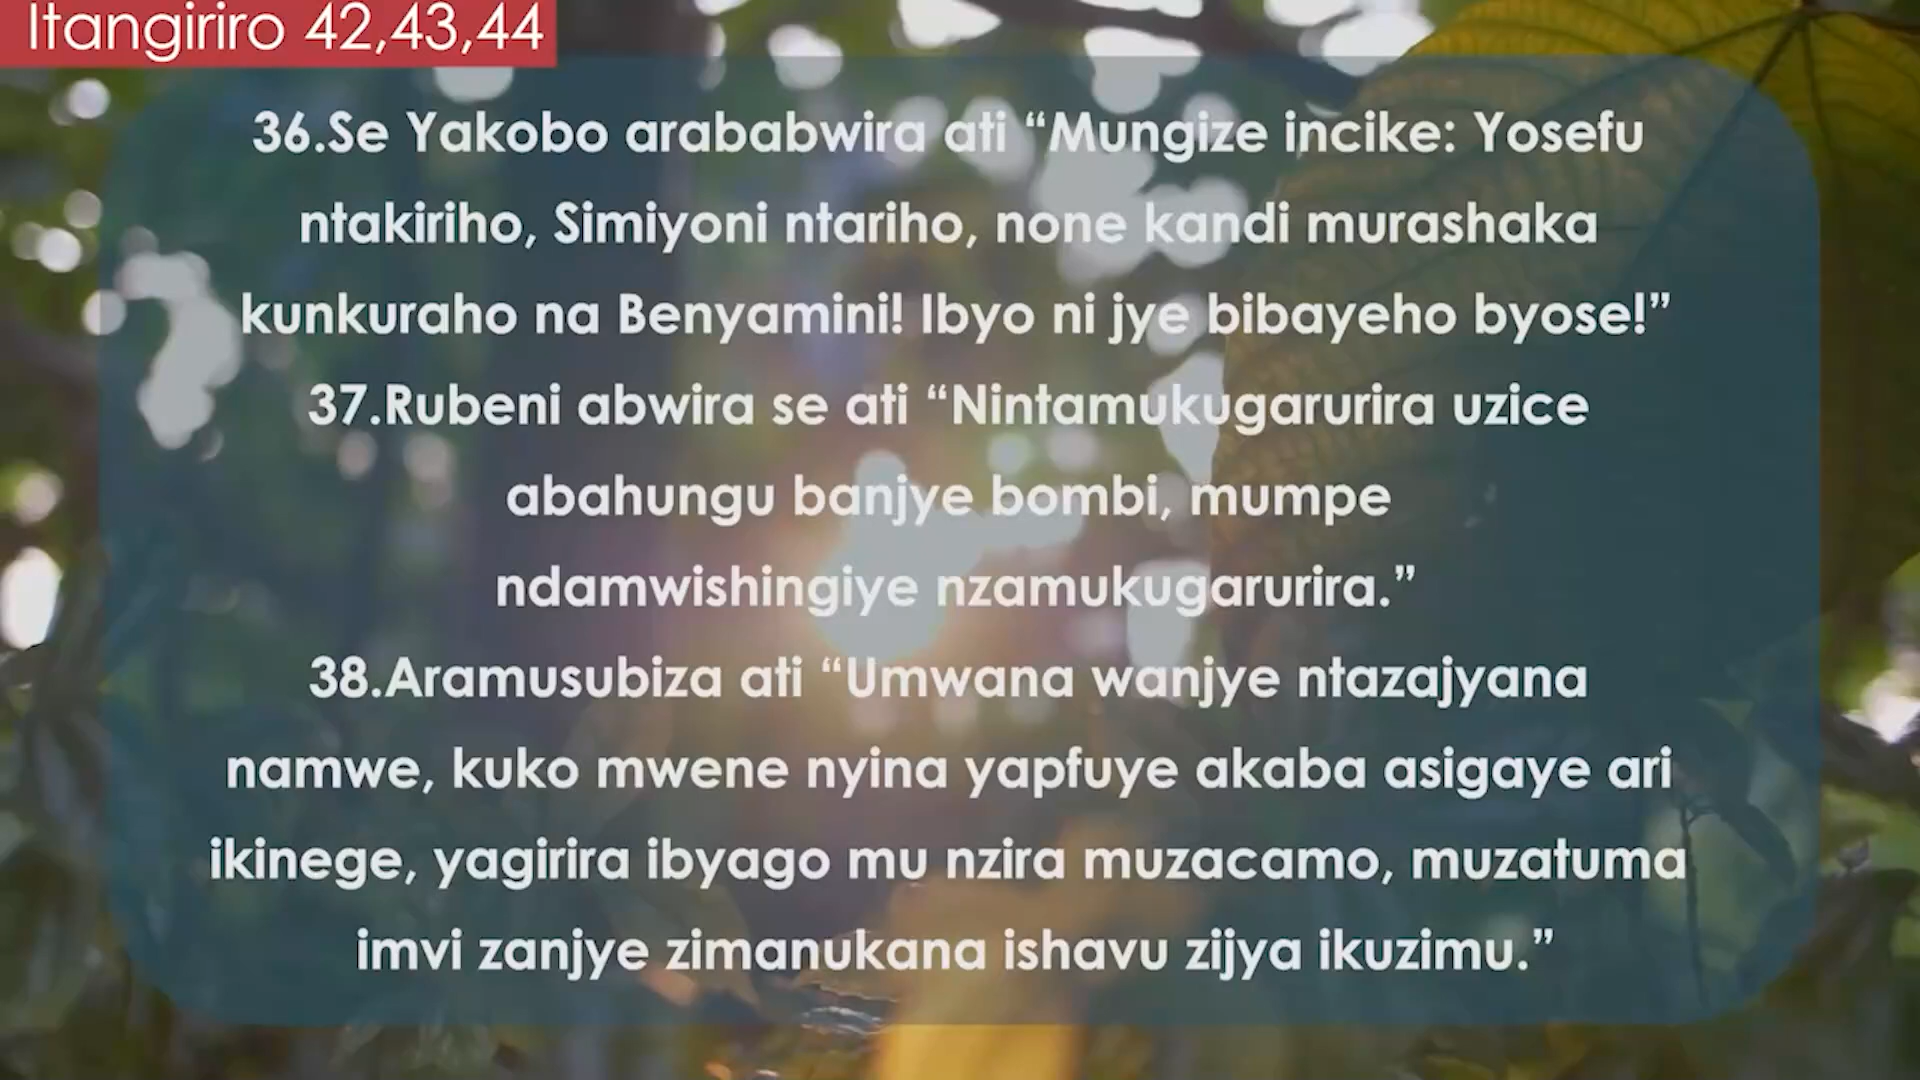 Itangiriro 42,43,44
36.Se Yakobo arababwira ati “Mungize incike: Yosefu
ntakiriho, Simiyoni ntariho, none kandi murashaka
kunkuraho na Benyamini! Ibyo ni jye bibayeho byose!”
37.Rubeni abwira se ati “Nintamukugarurira uzice
abahungu banjye bombi, mumpe
ndamwishingiye nzamukugarurira.”
38.Aramusubiza ati “Umwana wanjye ntazajyana
namwe, kuko mwene nyina yapfuye akaba asigaye ari
ikinege, yagirira ibyago mu nzira muzacamo, muzatuma
imvi zanjye zimanukana ishavu zijya ikuzimu.”